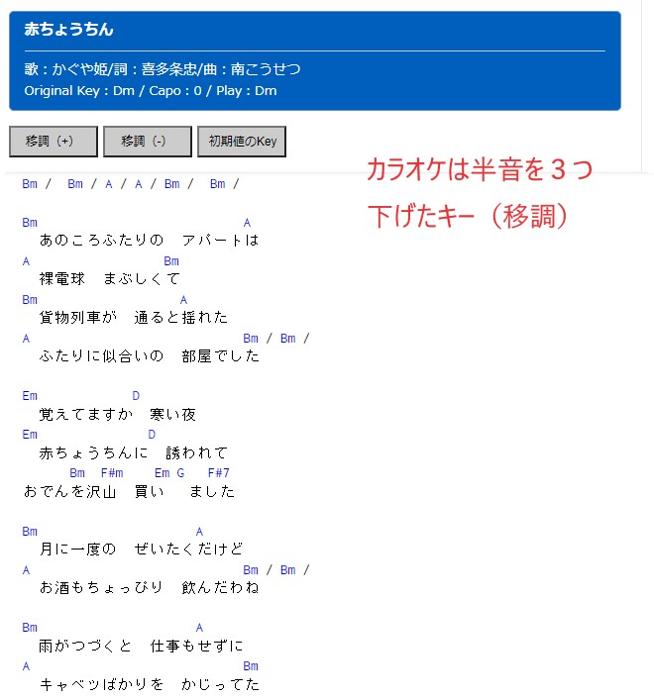 赤ちょうちん
歌：かぐや姫/詞：喜多条忠/曲：南こうせつ
Original Key：Dm / Capo：0 / Play：Dm
移調（+） 移調（-） 初期値のKey
カラオケは半音を３つ
下げたキー（移調）
Bm / Bm / A / A / Bm / Bm /
Bm A
あのころふたりの アパートは
A Bm
裸電球 まぶしくて
Bm A
貨物列車が 通ると揺れた
A Bm / Bm /
ふたりに似合いの 部屋でした
Em D
覚えてますか 寒い夜
Em D
赤ちょうちんに 誘われて
Bm F#m Em G F#7
おでんを沢山 買い ました
Bm A
月に一度の ぜいたくだけど
A Bm / Bm /
お酒もちょっぴり 飲んだわね
Bm A
雨がつづくと 仕事もせずに
A Bm
キャベツばかりを かじってた